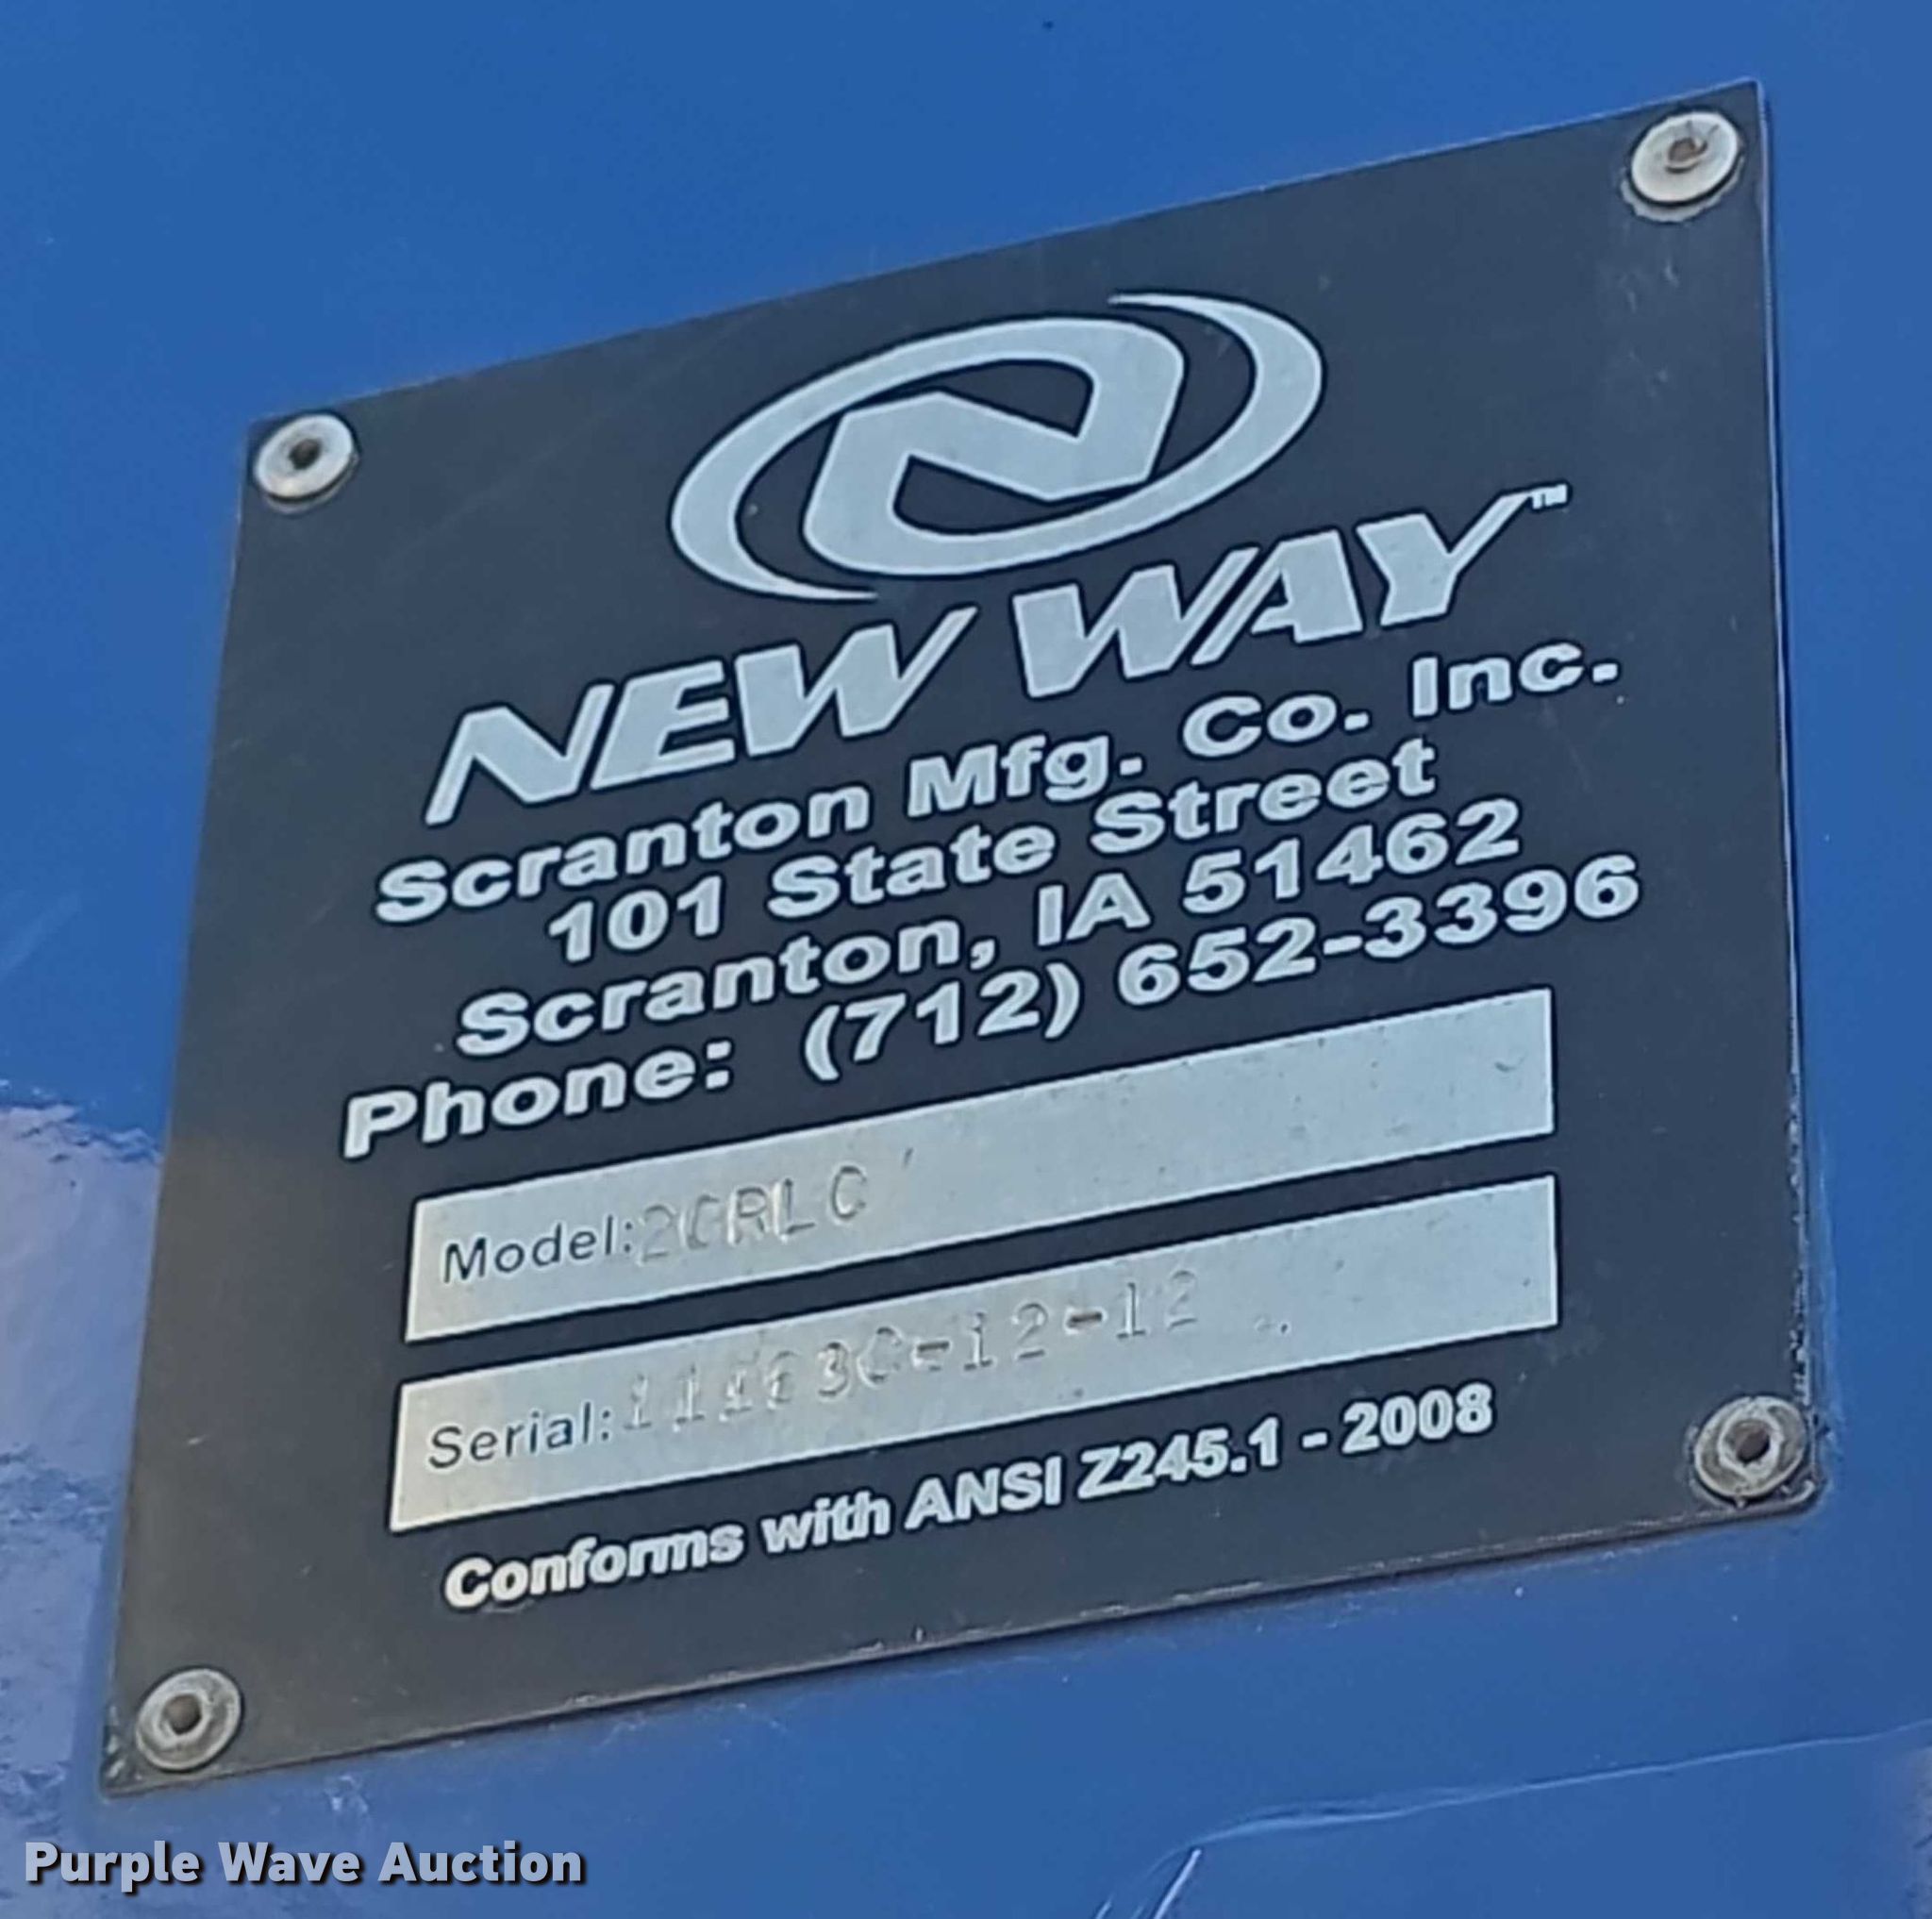 NEW WAY™
Scranton Mfg. Co. Inc.
101 State Street
Scranton, IA 51462
Phone: (712) 652-3396
Model:
Serial:
Conforms with ANSI Z245.1 - 2008
Purple Wave Auction